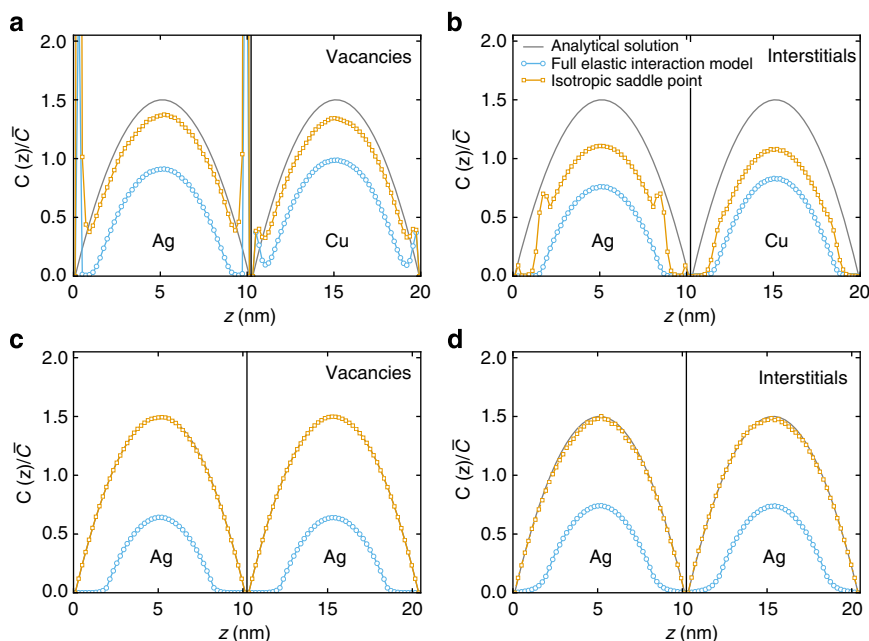 a
2.0
1.5
1.0
0.5
0.0
C (z)/C̅
Vacancies
Ag
Cu
0
5
10
15
20
z (nm)
b
2.0
1.5
1.0
0.5
0.0
C (z)/C̅
Analytical solution
Full elastic interaction model
Isotropic saddle point
Interstitials
Ag
Cu
0
5
10
15
20
z (nm)
c
2.0
1.5
1.0
0.5
0.0
C (z)/C̅
Vacancies
Ag
Ag
0
5
10
15
20
z (nm)
d
2.0
1.5
1.0
0.5
0.0
C (z)/C̅
Interstitials
Ag
Ag
0
5
10
15
20
z (nm)